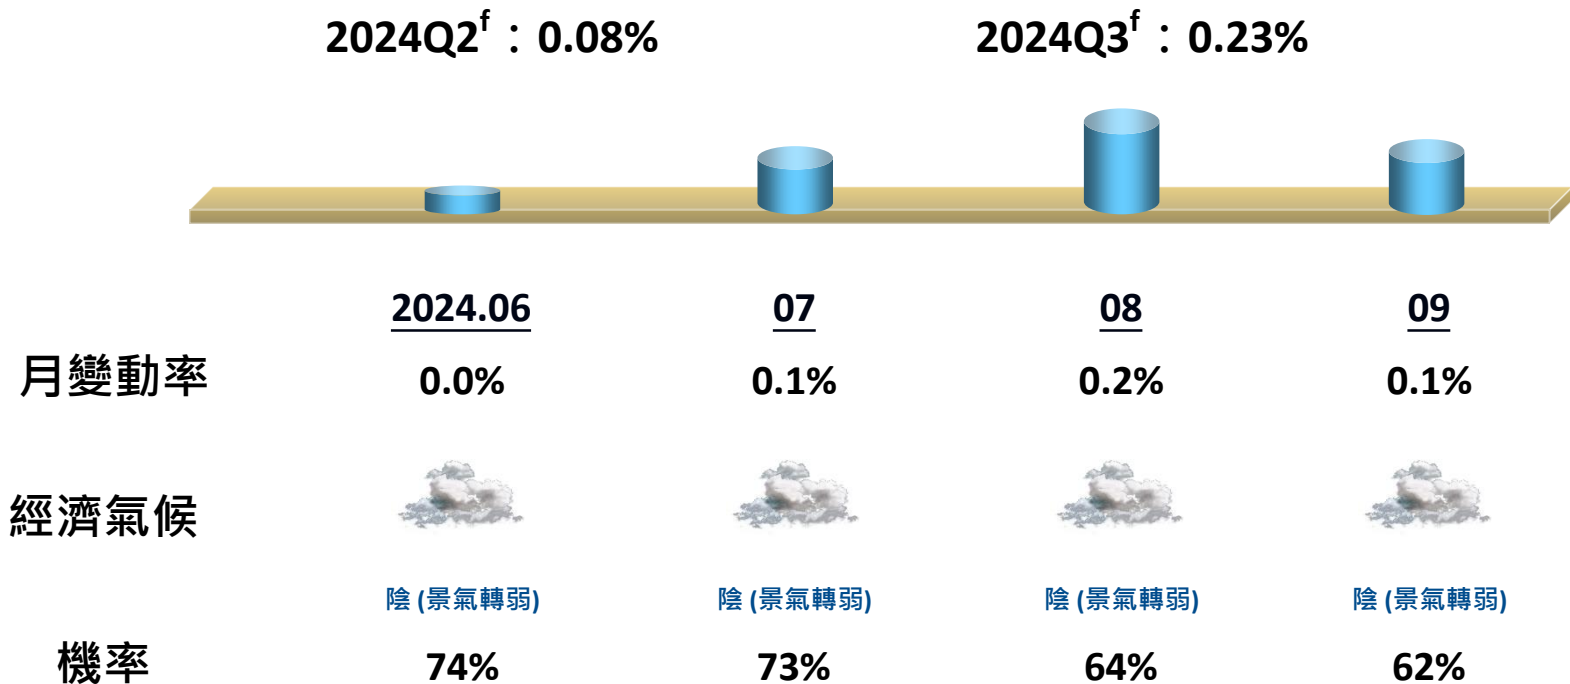 2024Q2ᶠ：0.08% 2024Q3ᶠ：0.23%
2024.06 07 08 09
月變動率 0.0% 0.1% 0.2% 0.1%
經濟氣候
陰 (景氣轉弱) 陰 (景氣轉弱) 陰 (景氣轉弱) 陰 (景氣轉弱)
機率 74% 73% 64% 62%